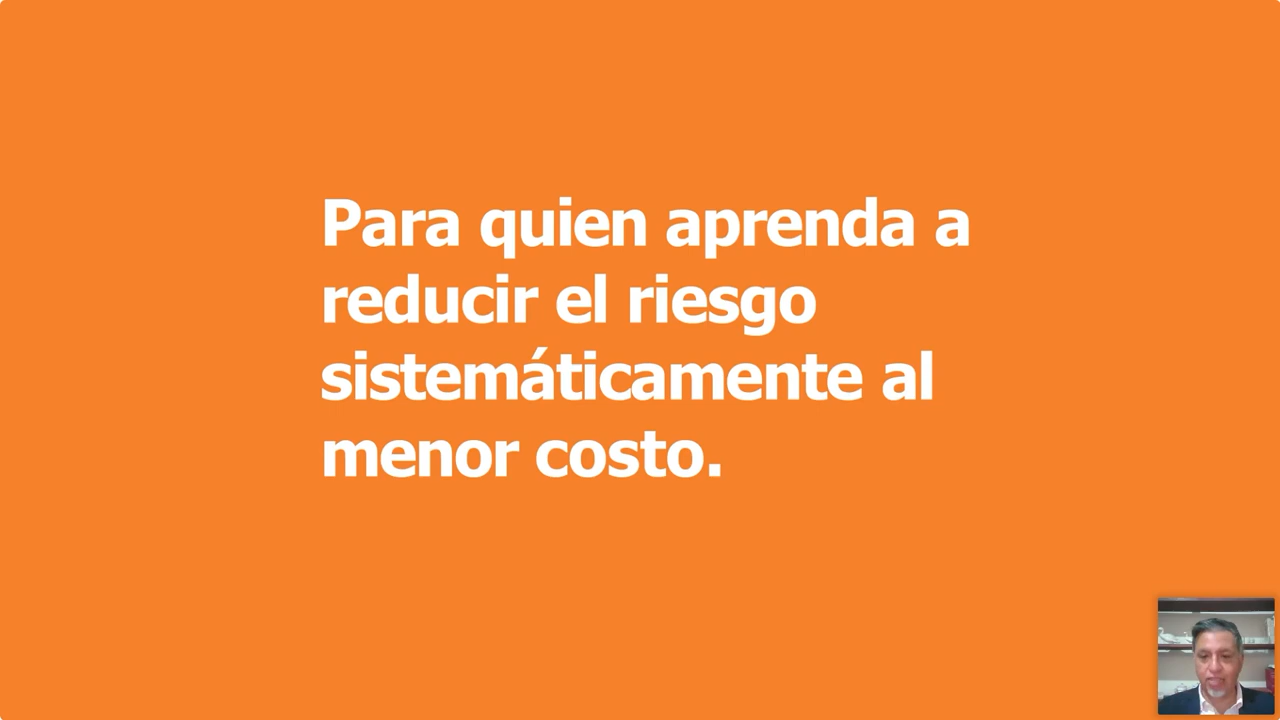 Para quien aprenda a
reducir el riesgo
sistemáticamente al
menor costo.